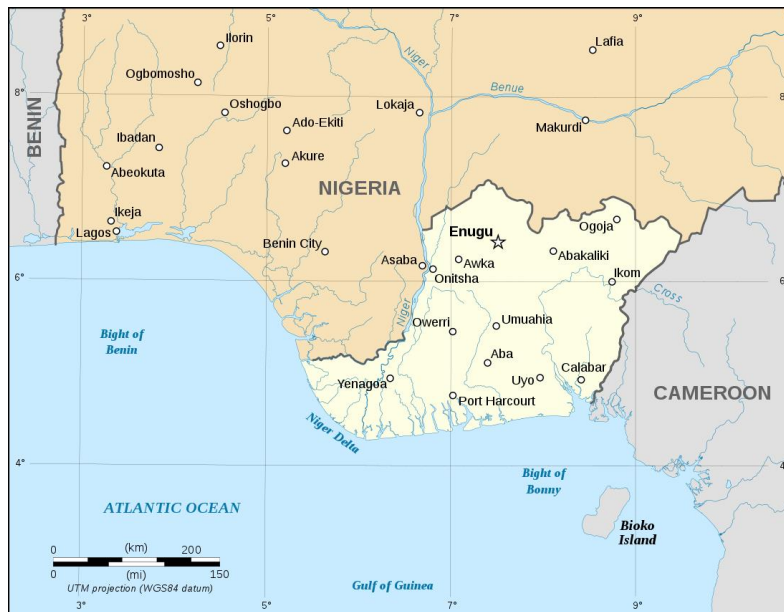 3°
5°
7°
9°
Ilorin
Lafia
Niger
Ogbomosho
Benue
8°
8°
Oshogbo
Lokaja
Ado-Ekiti
Makurdi
BENIN
Ibadan
Akure
Abeokuta
NIGERIA
Ikeja
Ogoja
Lagos
Enugu
Benin City
Abakaliki
Asaba
Awka
Onitsha
Ikom
6°
6°
Cross
Niger
Owerri
Umuahia
Bight of
Benin
Aba
Calabar
Yenagoa
Uyo
CAMEROON
Port Harcourt
Niger Delta
4°
4°
Bight of
Bonny
ATLANTIC OCEAN
Bioko
Island
0 (km) 200
0 (mi) 150
UTM projection (WGS84 datum)
Gulf of Guinea
3°
5°
7°
9°